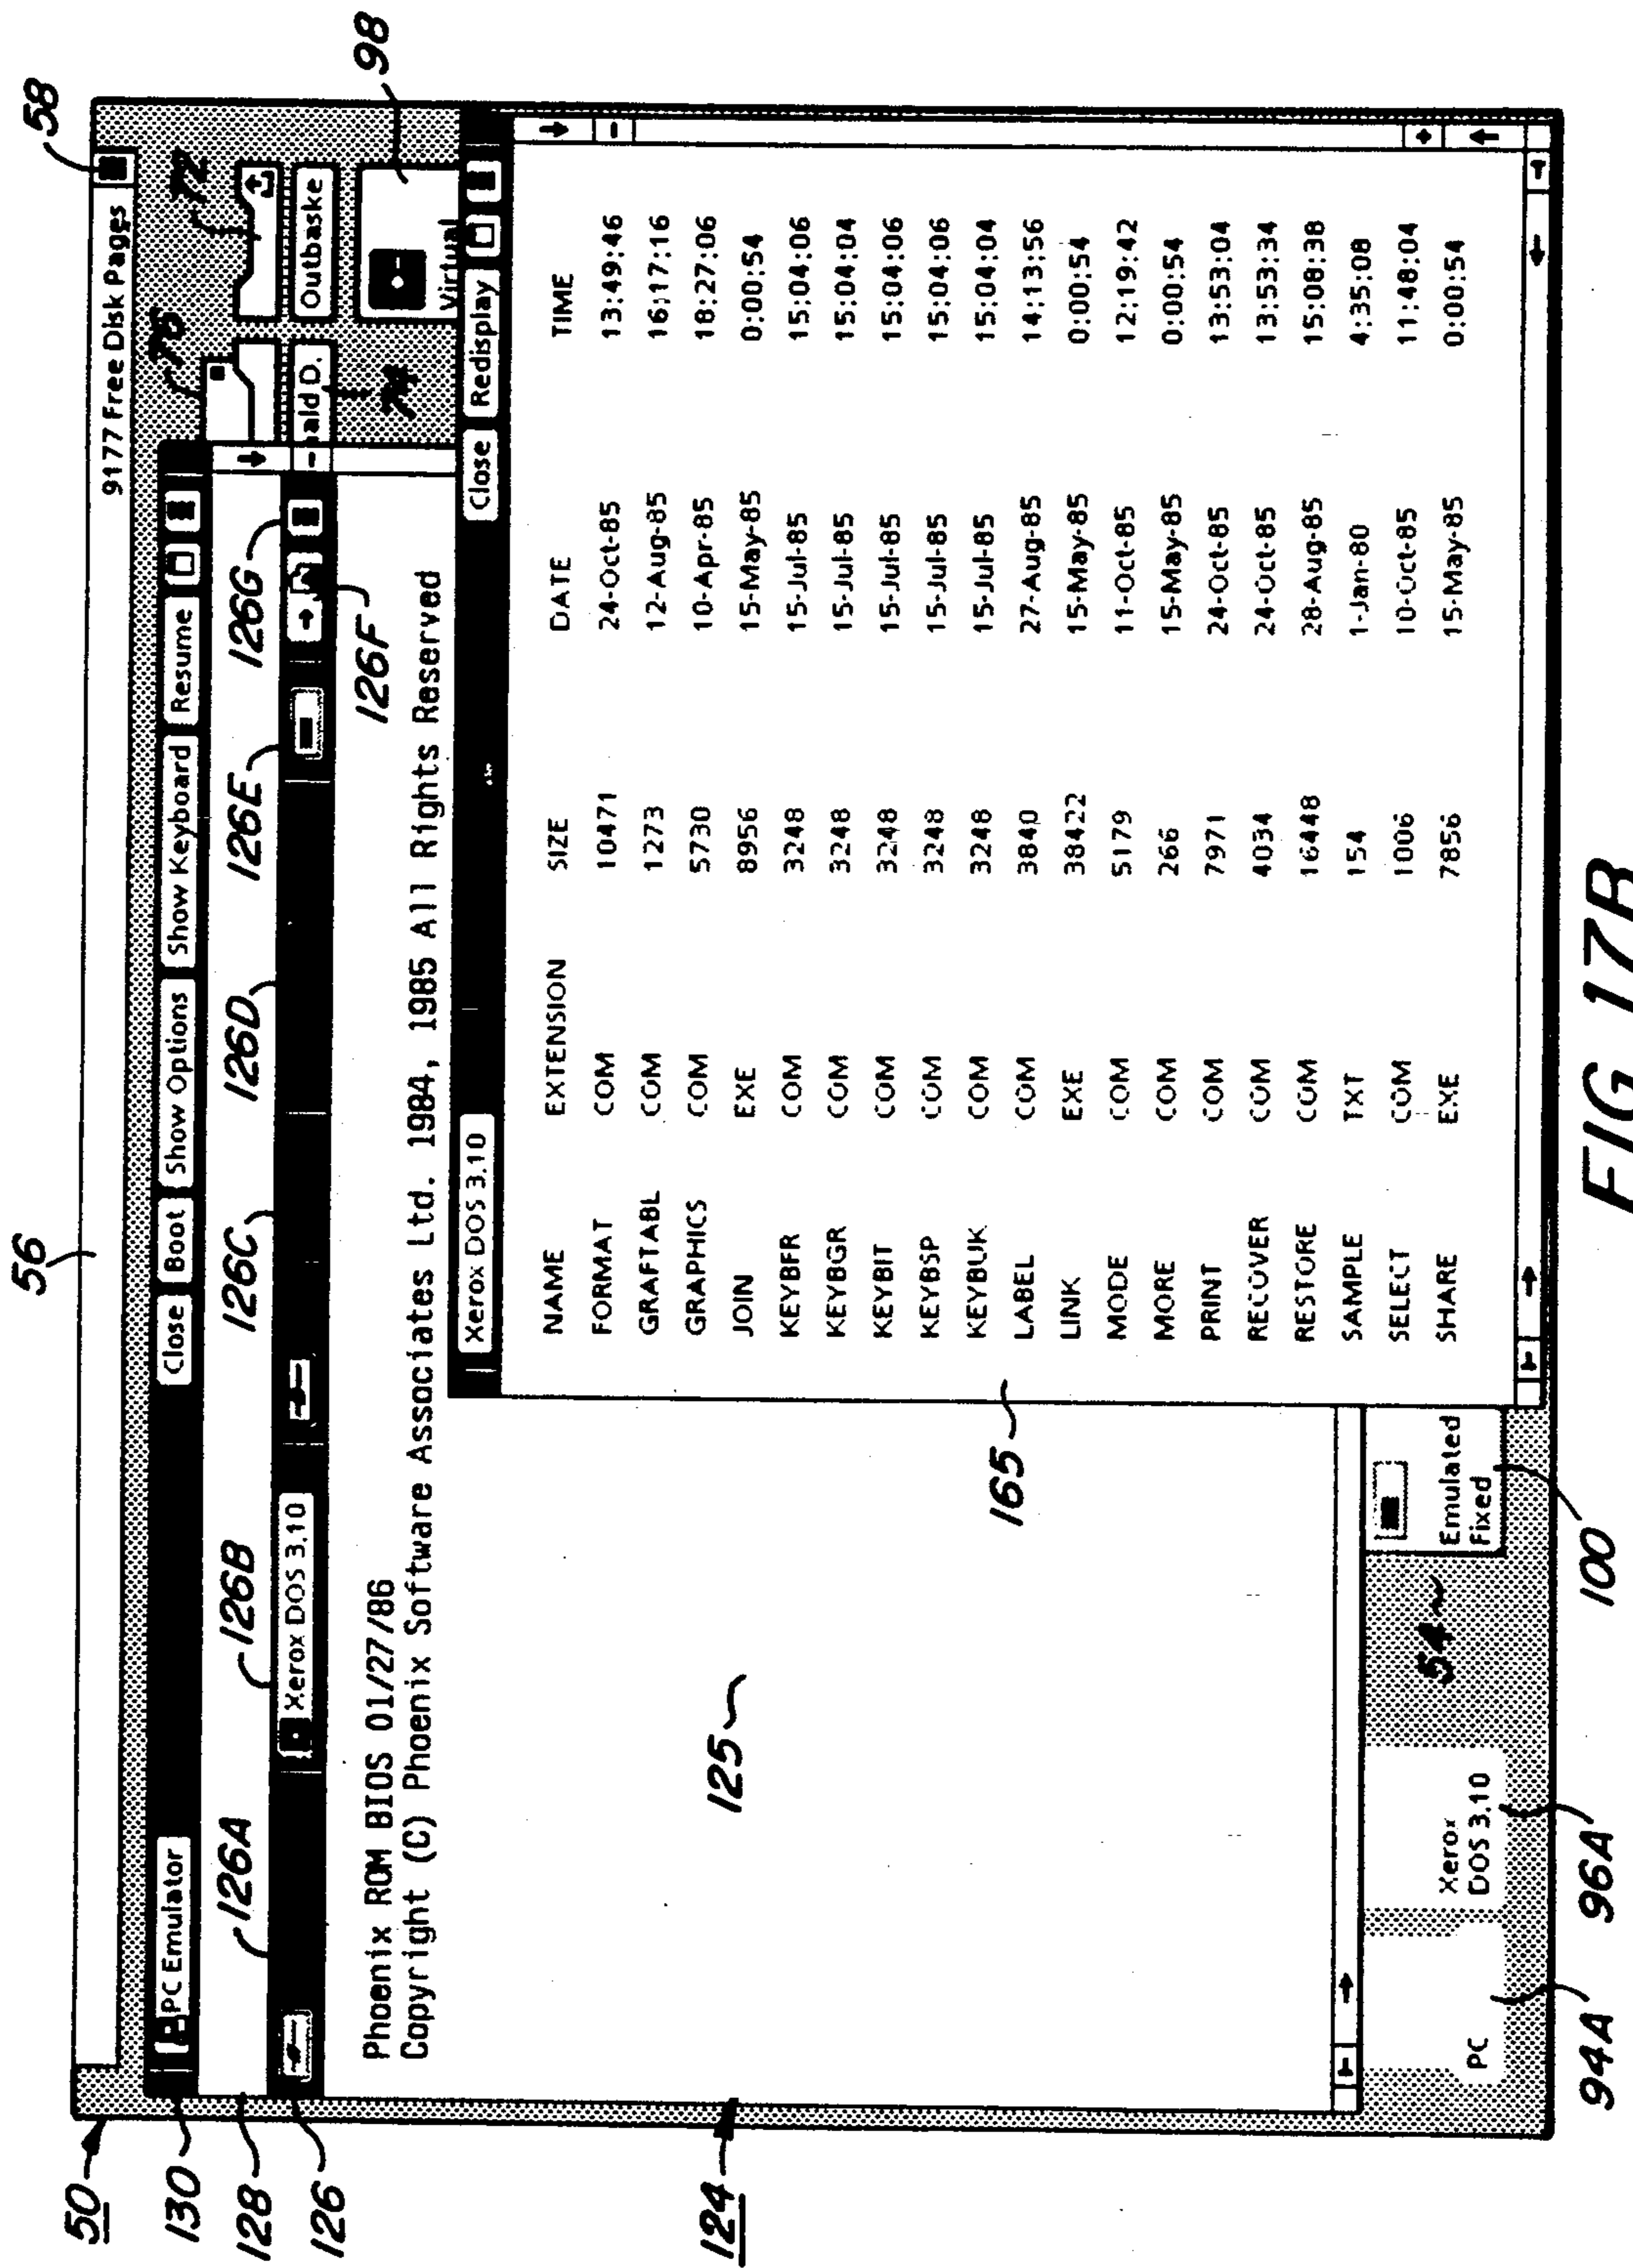 56
58
50
9177 Free Disk Pages
130
PC Emulator
Close
Boot
Show Options
Show Keyboard
Resume
76
72
128
126A
126B
126C
126D
126E
126G
126
Xerox DOS 3.10
ald D.
Outbaske
74
126F
98
Virtual
Phoenix ROM BIOS 01/27/86
Copyright (C) Phoenix Software Associates Ltd. 1984, 1985 All Rights Reserved
Xerox DOS 3.10
Close
Redisplay
NAME EXTENSION SIZE DATE TIME
FORMAT COM 10471 24-Oct-85 13:49:46
GRAFTABL COM 1273 12-Aug-85 16:17:16
GRAPHICS COM 5730 10-Apr-85 18:27:06
JOIN EXE 8956 15-May-85 0:00:54
KEYBFR COM 3248 15-Jul-85 15:04:06
KEYBGR COM 3248 15-Jul-85 15:04:04
KEYBIT COM 3248 15-Jul-85 15:04:06
KEYBSP COM 3248 15-Jul-85 15:04:06
KEYBUK COM 3248 15-Jul-85 15:04:04
LABEL COM 3840 27-Aug-85 14:13:56
LINK EXE 38422 15-May-85 0:00:54
MODE COM 5179 11-Oct-85 12:19:42
MORE COM 266 15-May-85 0:00:54
PRINT COM 7971 24-Oct-85 13:53:04
RECOVER COM 4034 24-Oct-85 13:53:34
RESTORE COM 16448 28-Aug-85 15:08:38
SAMPLE TXT 154 1-Jan-80 4:35:08
SELECT COM 1006 10-Oct-85 11:48:04
SHARE EXE 7856 15-May-85 0:00:54
124
125
165
54
PC
Xerox
DOS 3.10
Emulated
Fixed
94A
96A
100
FIG. 17B